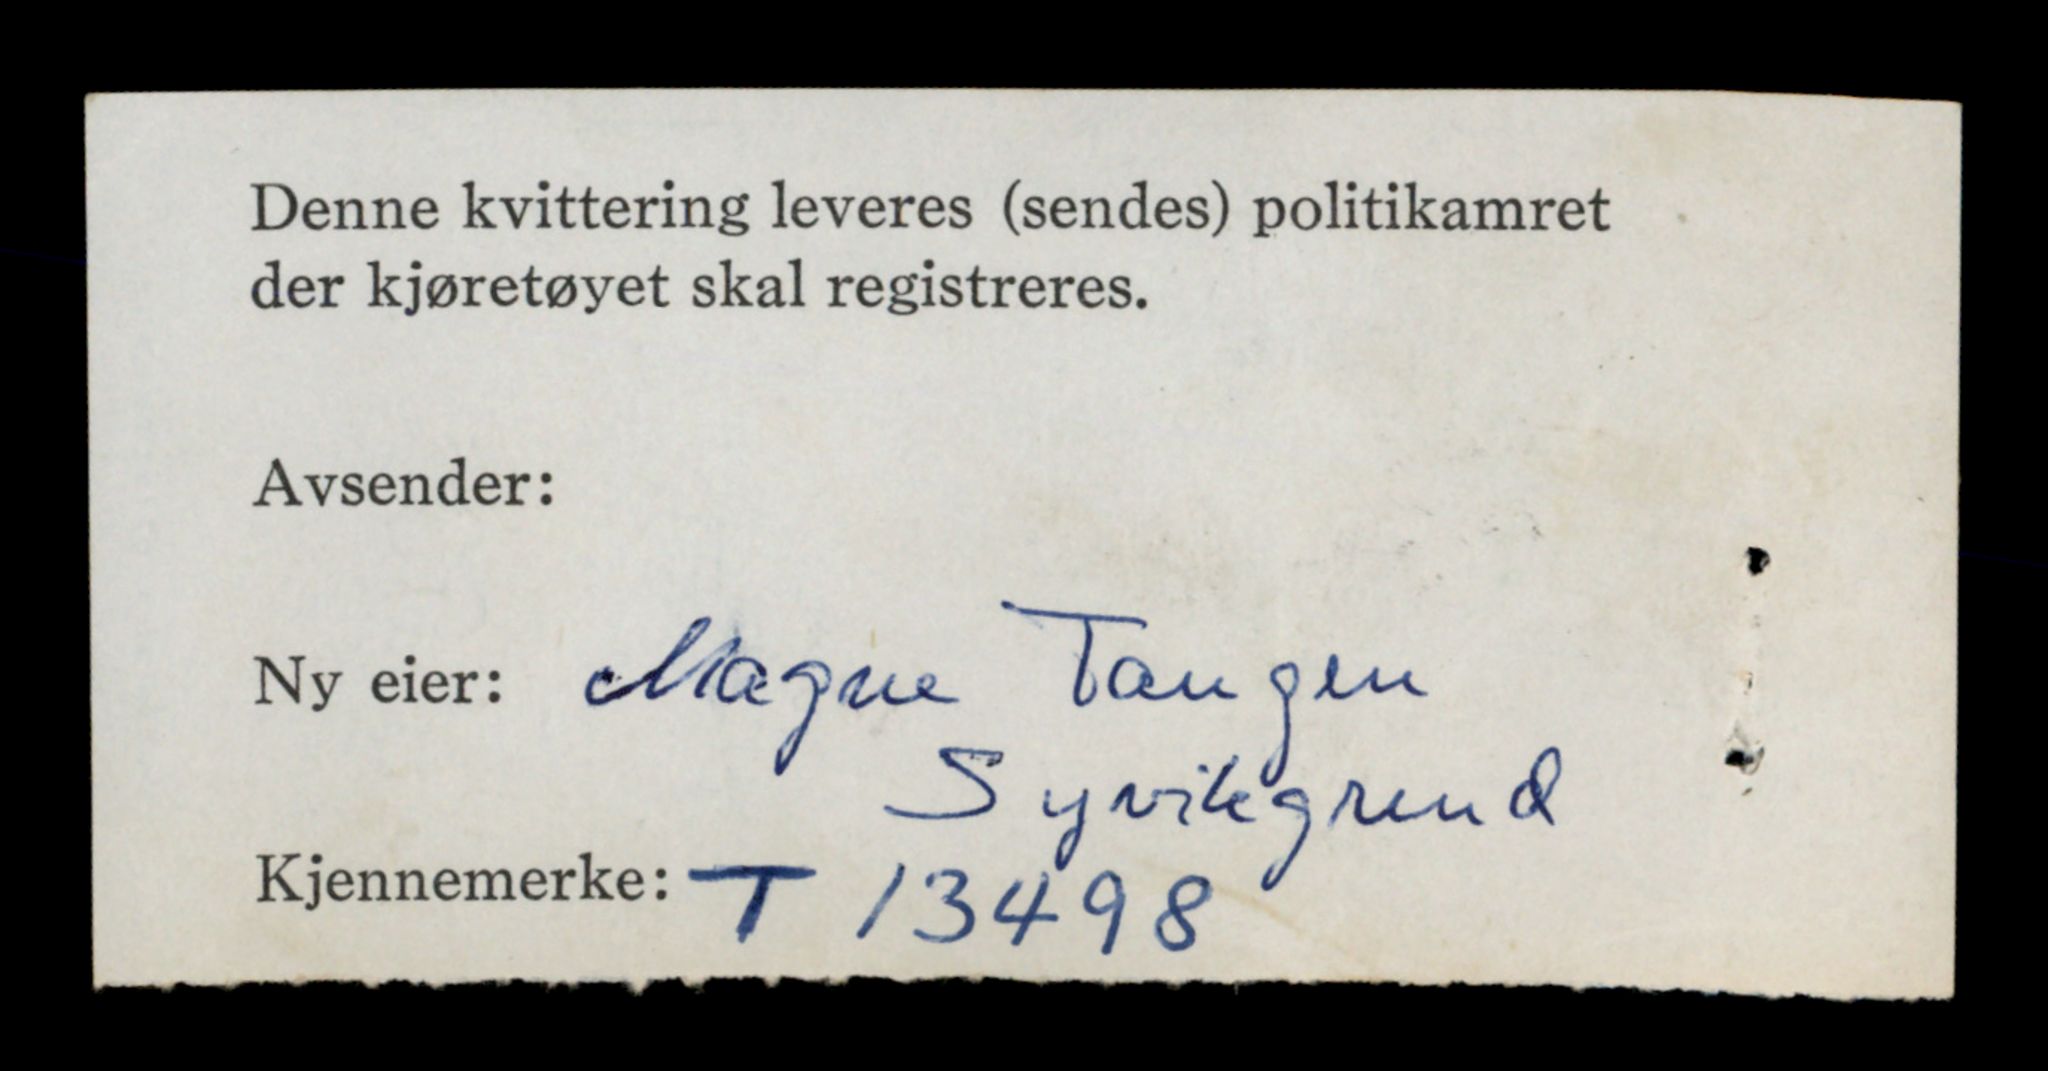 Denne kvittering leveres (sendes) politikamret
der kjøretøyet skal registreres.
Avsender:
Ny eier: Magne Tangen
Syvikgrend
Kjennemerke: T 13498